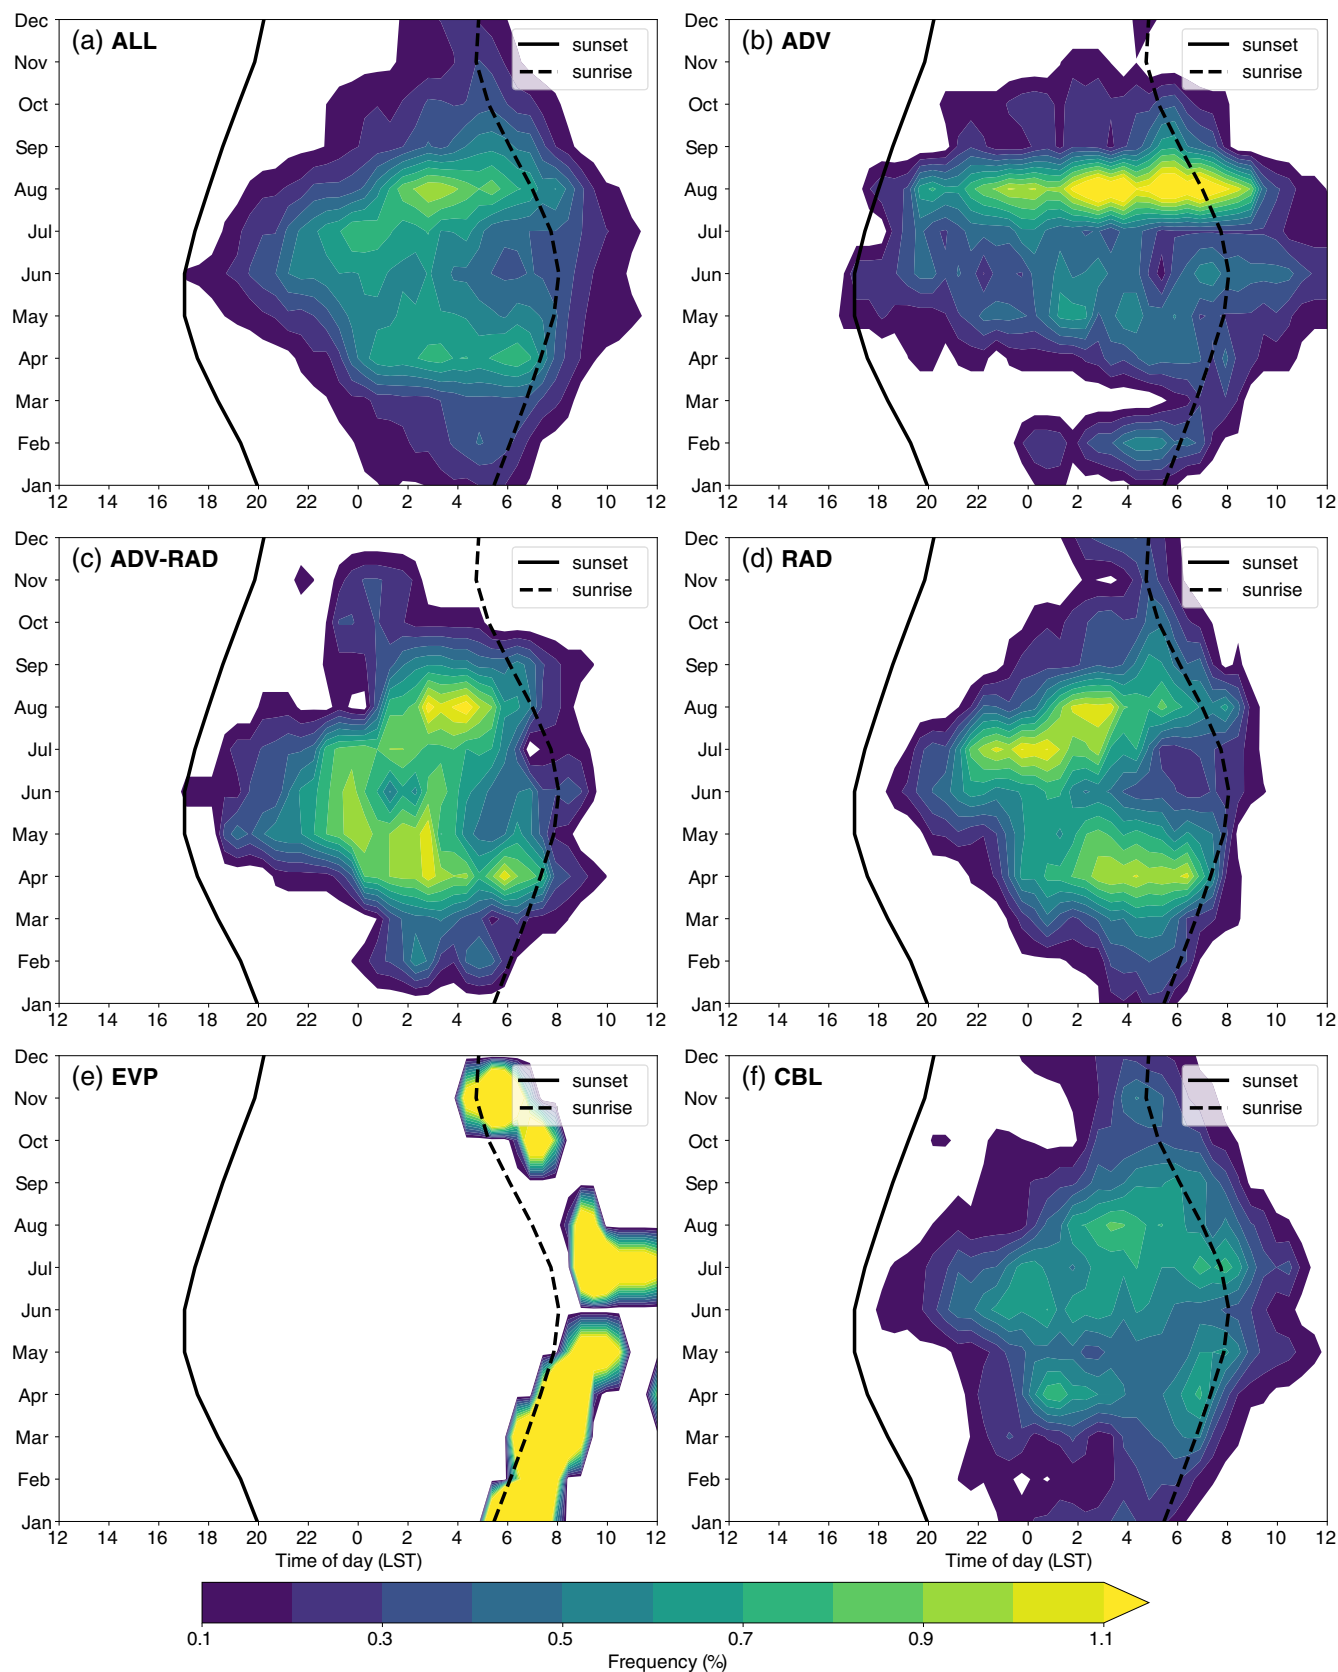 (a) ALL
sunset
sunrise
Dec
Nov
Oct
Sep
Aug
Jul
Jun
May
Apr
Mar
Feb
Jan
12 14 16 18 20 22 0 2 4 6 8 10 12
(b) ADV
sunset
sunrise
Dec
Nov
Oct
Sep
Aug
Jul
Jun
May
Apr
Mar
Feb
Jan
12 14 16 18 20 22 0 2 4 6 8 10 12
(c) ADV-RAD
sunset
sunrise
Dec
Nov
Oct
Sep
Aug
Jul
Jun
May
Apr
Mar
Feb
Jan
12 14 16 18 20 22 0 2 4 6 8 10 12
(d) RAD
sunset
sunrise
Dec
Nov
Oct
Sep
Aug
Jul
Jun
May
Apr
Mar
Feb
Jan
12 14 16 18 20 22 0 2 4 6 8 10 12
(e) EVP
sunset
sunrise
Dec
Nov
Oct
Sep
Aug
Jul
Jun
May
Apr
Mar
Feb
Jan
12 14 16 18 20 22 0 2 4 6 8 10 12
Time of day (LST)
(f) CBL
sunset
sunrise
Dec
Nov
Oct
Sep
Aug
Jul
Jun
May
Apr
Mar
Feb
Jan
12 14 16 18 20 22 0 2 4 6 8 10 12
Time of day (LST)
0.1 0.3 0.5 0.7 0.9 1.1
Frequency (%)